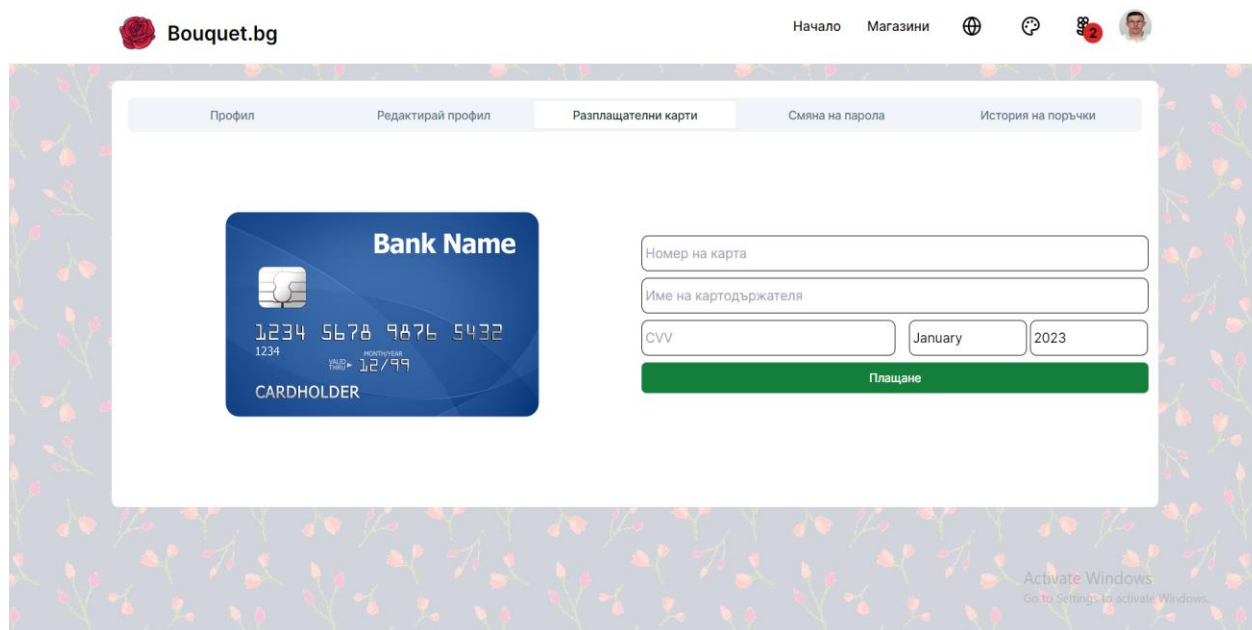 Bouquet.bg
Начало Магазини
2
Профил Редактирай профил Разплащателни карти Смяна на парола История на поръчки
Bank Name
1234 5678 9876 5432
1234
MONTH/YEAR
VALID THRU 12/99
CARDHOLDER
Номер на карта
Име на картодържателя
CVV January 2023
Плащане
Activate Windows
Go to Settings to activate Windows.